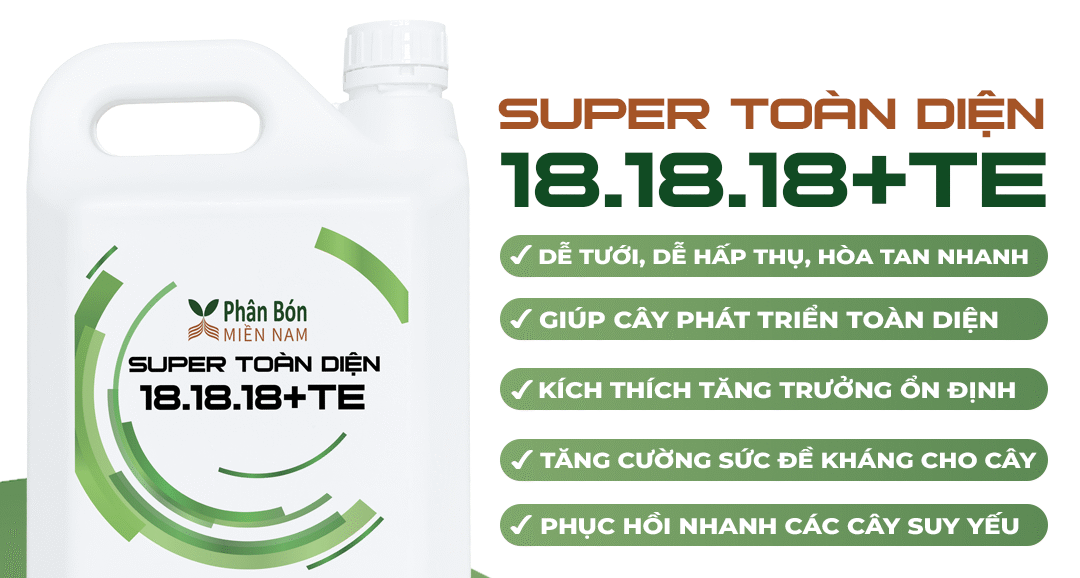 SUPER TOÀN DIỆN
18.18.18+TE
✓ DỄ TƯỚI, DỄ HẤP THỤ, HÒA TAN NHANH
✓ GIÚP CÂY PHÁT TRIỂN TOÀN DIỆN
✓ KÍCH THÍCH TĂNG TRƯỞNG ỔN ĐỊNH
✓ TĂNG CƯỜNG SỨC ĐỀ KHÁNG CHO CÂY
✓ PHỤC HỒI NHANH CÁC CÂY SUY YẾU
Phân Bón
MIỀN NAM
SUPER TOÀN DIỆN
18.18.18+TE